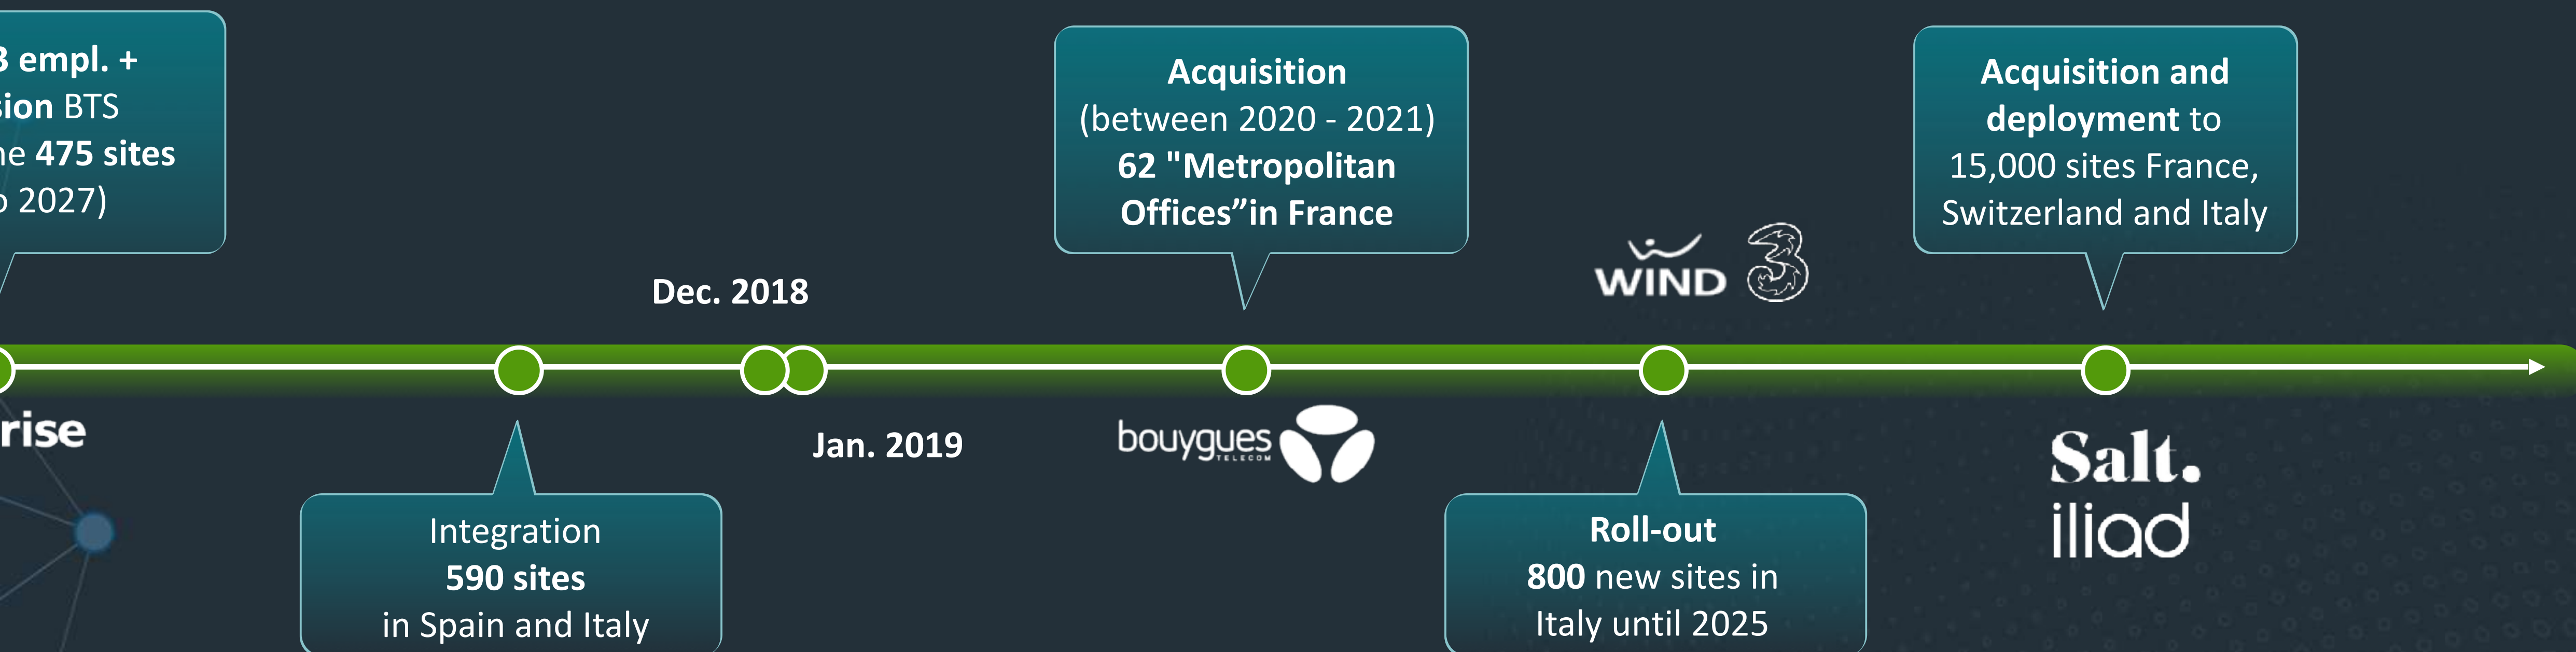 empl. +
BTS
475 sites
2027)
rise
Integration
590 sites
in Spain and Italy
Dec. 2018
Jan. 2019
Acquisition
(between 2020 - 2021)
62 "Metropolitan
Offices”in France
bouygues
TELECOM
WIND 3
Roll-out
800 new sites in
Italy until 2025
Acquisition and
deployment to
15,000 sites France,
Switzerland and Italy
Salt.
iliad